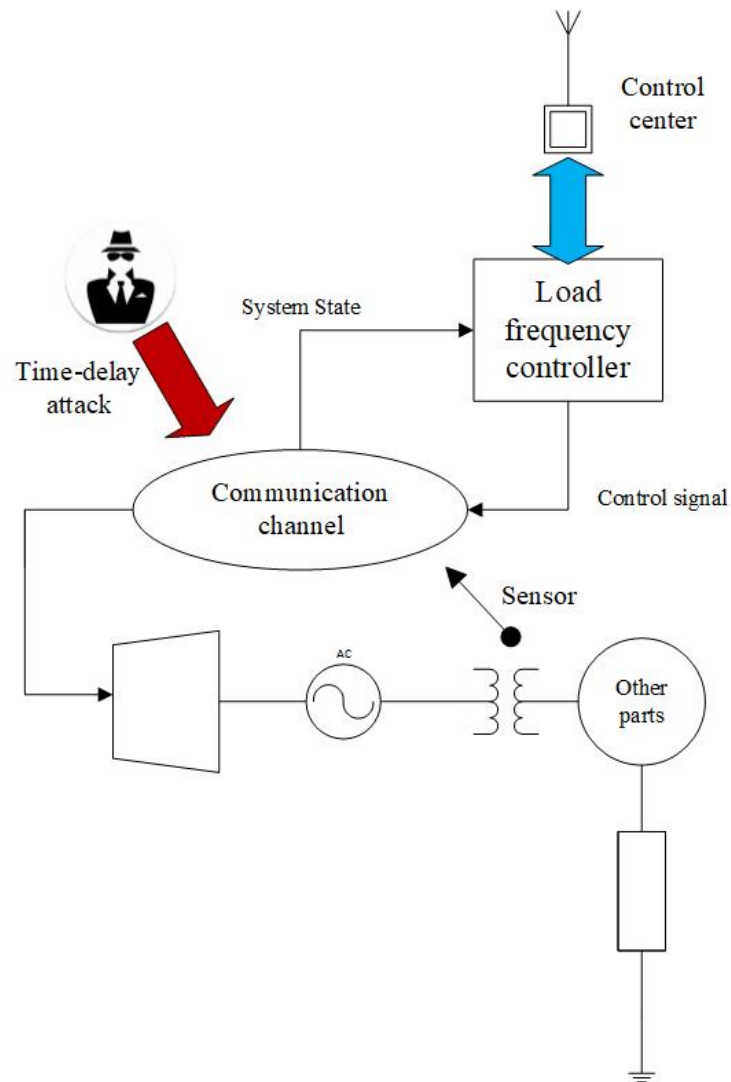 Control
center
Load
frequency
controller
System State
Time-delay
attack
Communication
channel
Control signal
Sensor
AC
Other
parts